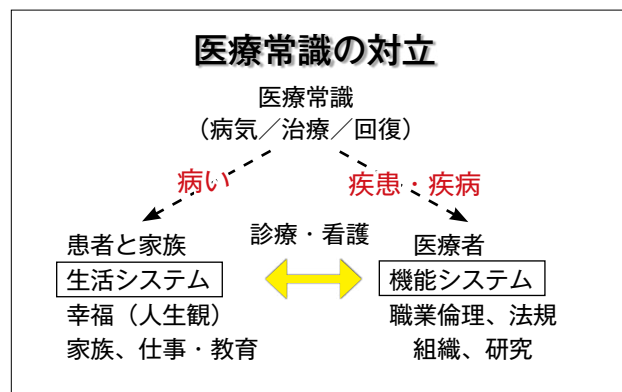 医療常識の対立
医療常識
（病気／治療／回復）
病い
疾患・疾病
診療・看護
患者と家族
生活システム
幸福（人生観）
家族、仕事・教育
医療者
機能システム
職業倫理、法規
組織、研究